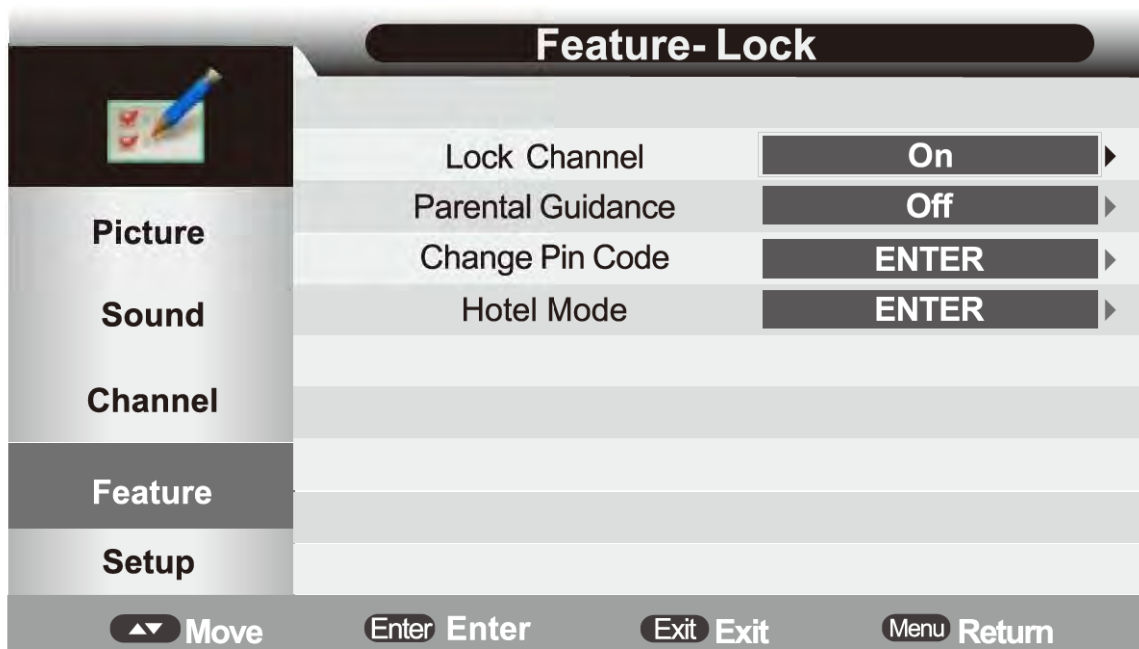 Feature- Lock
Lock Channel On
Parental Guidance Off
Change Pin Code ENTER
Hotel Mode ENTER
Picture
Sound
Channel
Feature
Setup
Move Enter Enter Exit Exit Menu Return